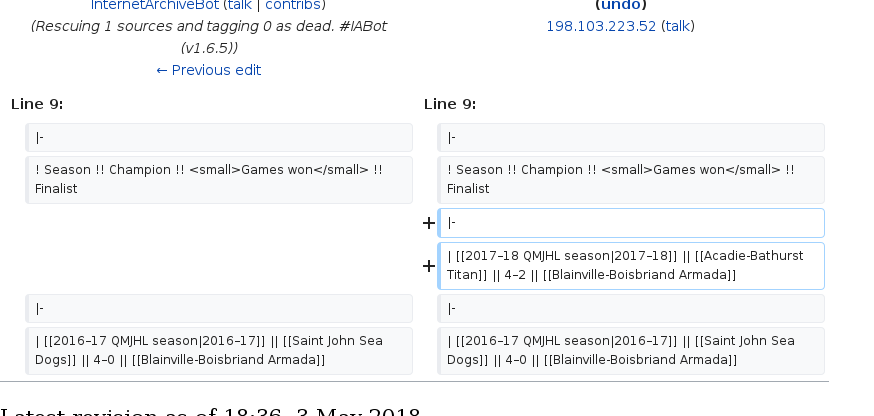 InternetArchiveBot (talk | contribs)
(Rescuing 1 sources and tagging 0 as dead. #IABot
(v1.6.5))
← Previous edit
(undo)
198.103.223.52 (talk)
Line 9:
Line 9:
|-
|-
! Season !! Champion !! <small>Games won</small> !!
Finalist
! Season !! Champion !! <small>Games won</small> !!
Finalist
+ |-
+ | [[2017–18 QMJHL season|2017–18]] || [[Acadie-Bathurst
Titan]] || 4–2 || [[Blainville-Boisbriand Armada]]
|-
|-
| [[2016–17 QMJHL season|2016–17]] || [[Saint John Sea
Dogs]] || 4–0 || [[Blainville-Boisbriand Armada]]
| [[2016–17 QMJHL season|2016–17]] || [[Saint John Sea
Dogs]] || 4–0 || [[Blainville-Boisbriand Armada]]
Latest revision as of 18:36, 3 May 2018